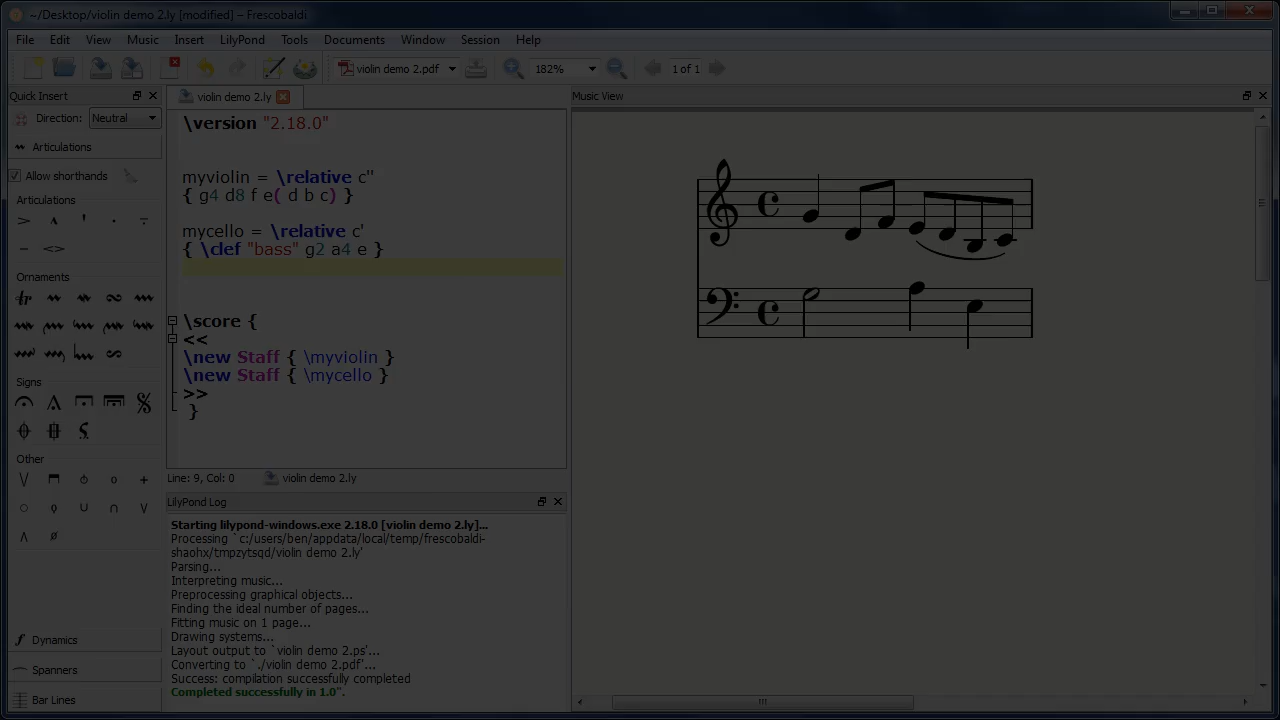 ~/Desktop/violin demo 2.ly [modified] – Frescobaldi
File Edit View Music Insert LilyPond Tools Documents Window Session Help
violin demo 2.pdf 182% 1 of 1
Quick Insert
Direction: Neutral
Articulations
Allow shorthands
Articulations
Ornaments
Signs
Other
Dynamics
Spanners
Bar Lines
violin demo 2.ly
\version "2.18.0"
myviolin = \relative c''
{ g4 d8 f e( d b c) }
mycello = \relative c'
{ \clef "bass" g2 a4 e }
\score {
<<
\new Staff { \myviolin }
\new Staff { \mycello }
>>
}
Line: 9, Col: 0 violin demo 2.ly
LilyPond Log
Starting lilypond-windows.exe 2.18.0 [violin demo 2.ly]...
Processing `c:/users/ben/appdata/local/temp/frescobaldi-
shaohx/tmpzytsqd/violin demo 2.ly'
Parsing...
Interpreting music...
Preprocessing graphical objects...
Finding the ideal number of pages...
Fitting music on 1 page...
Drawing systems...
Layout output to `violin demo 2.ps'...
Converting to `./violin demo 2.pdf'...
Success: compilation successfully completed
Completed successfully in 1.0".
Music View